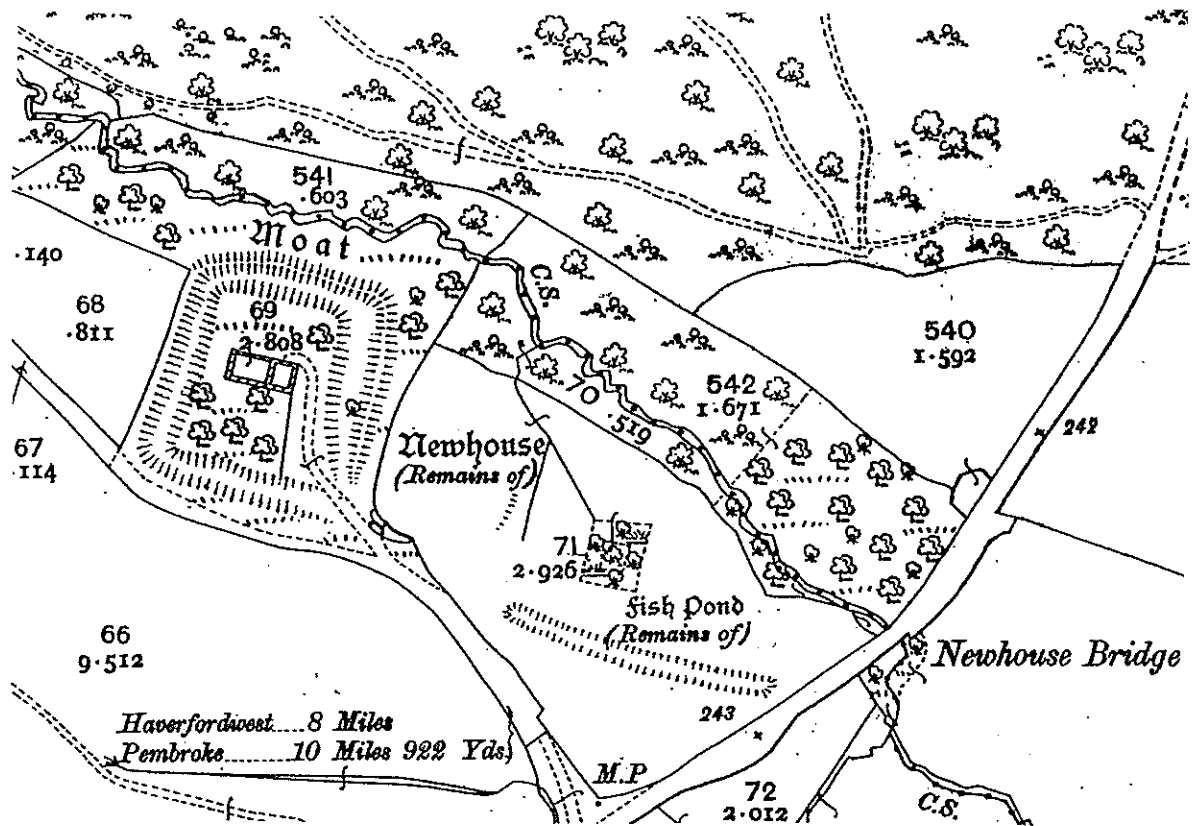 541
.603
Moat
.140
C.S.
68
.811
69
2.808
540
1.592
542
1.671
70 .519
242
67
.114
Newhouse
(Remains of)
71
2.926
Fish Pond
(Remains of)
66
9.512
Newhouse Bridge
243
Haverfordwest.....8 Miles
Pembroke..........10 Miles 922 Yds.
M.P
72
2.012
C.S.